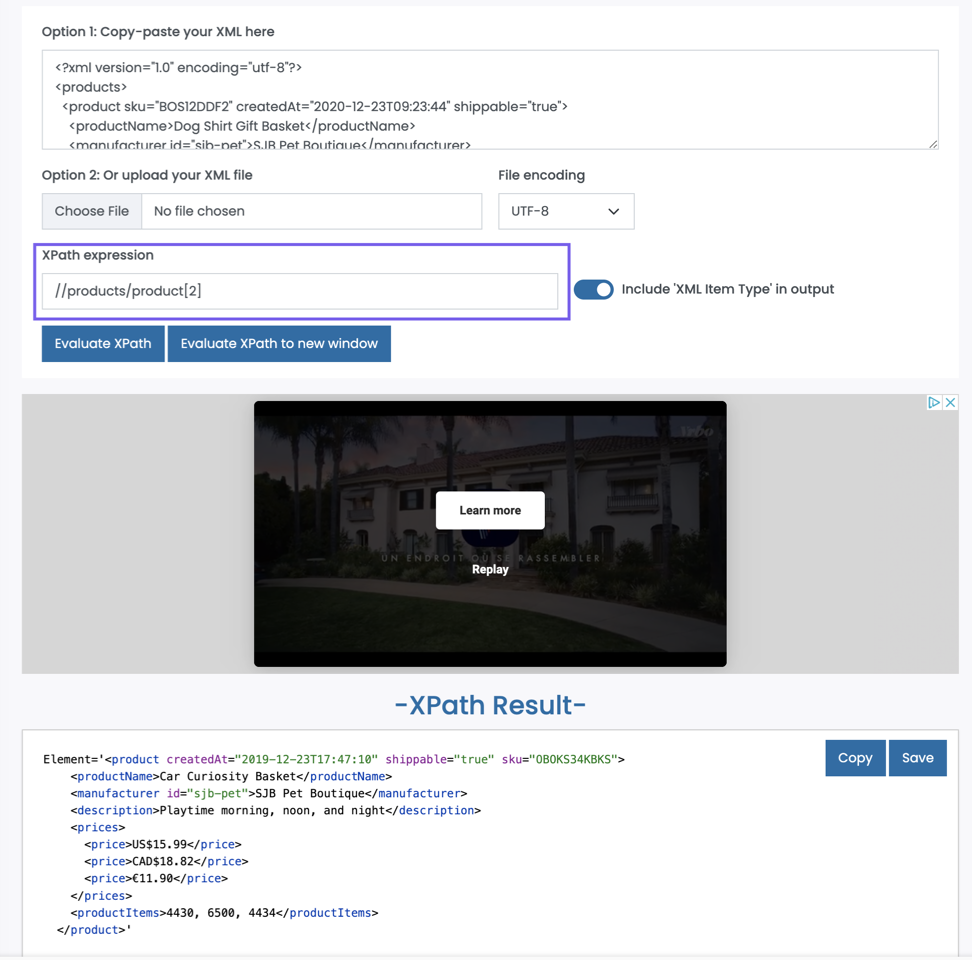 Option 1: Copy-paste your XML here
<?xml version="1.0" encoding="utf-8"?>
<products>
<product sku="BOS12DDF2" createdAt="2020-12-23T09:23:44" shippable="true">
<productName>Dog Shirt Gift Basket</productName>
<manufacturer id="sjb-pet">SJB Pet Boutique</manufacturer>
Option 2: Or upload your XML file
File encoding
Choose File No file chosen
UTF-8
XPath expression
//products/product[2]
Include 'XML Item Type' in output
Evaluate XPath
Evaluate XPath to new window
Vrbo
Learn more
UN ENDROIT OÙ SE RASSEMBLER
Replay
-XPath Result-
Copy
Save
Element='<product createdAt="2019-12-23T17:47:10" shippable="true" sku="OBOKS34KBKS">
<productName>Car Curiosity Basket</productName>
<manufacturer id="sjb-pet">SJB Pet Boutique</manufacturer>
<description>Playtime morning, noon, and night</description>
<prices>
<price>US$15.99</price>
<price>CAD$18.82</price>
<price>€11.90</price>
</prices>
<productItems>4430, 6500, 4434</productItems>
</product>'